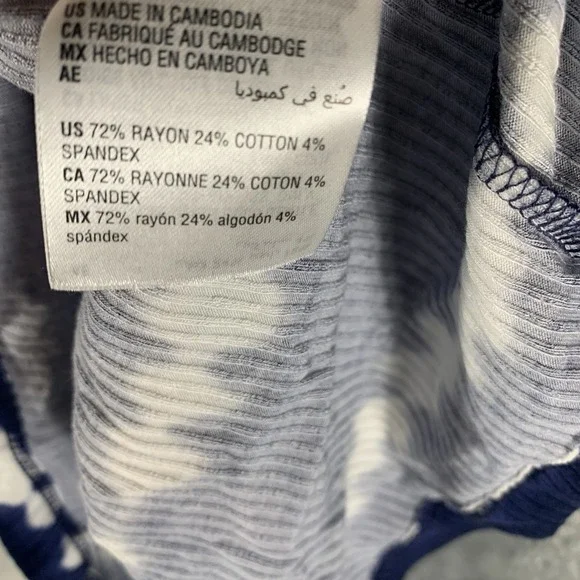 US MADE IN CAMBODIA
CA FABRIQUÉ AU CAMBODGE
MX HECHO EN CAMBOYA
AE
صُنع في كمبوديا
US 72% RAYON 24% COTTON 4%
SPANDEX
CA 72% RAYONNE 24% COTON 4%
SPANDEX
MX 72% rayón 24% algodón 4%
spándex